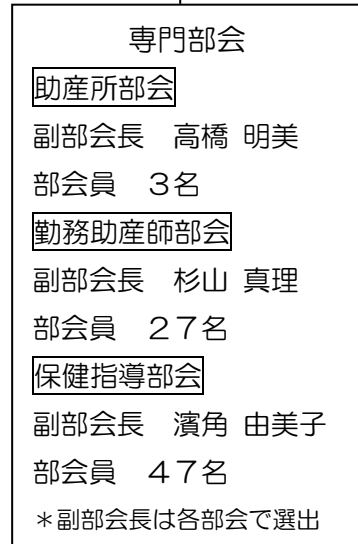 専門部会
助産所部会
副部会長　高橋 明美
部会員　３名
勤務助産師部会
副部会長　杉山 真理
部会員　２７名
保健指導部会
副部会長　濱角 由美子
部会員　４７名
＊副部会長は各部会で選出